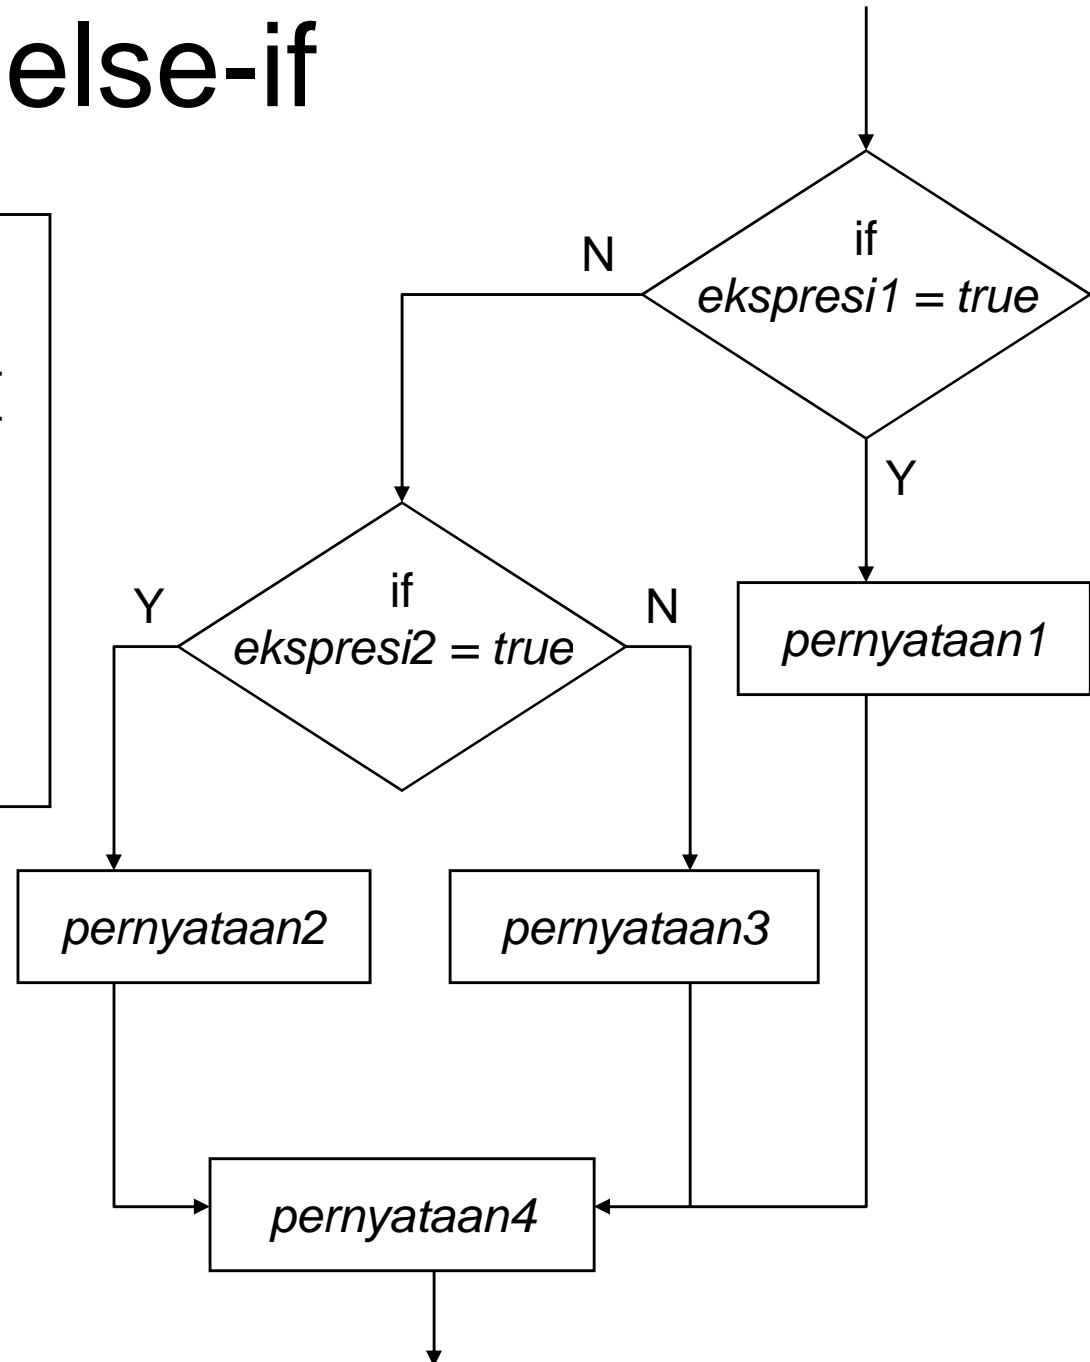 else-if
if
ekspresi1 = true
N
Y
if
ekspresi2 = true
Y
N
pernyataan1
pernyataan2
pernyataan3
pernyataan4